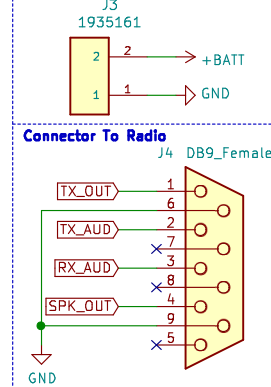 J3
1935161
2 2 +BATT
1 1 GND
Connector To Radio
J4 DB9_Female
TX_OUT 1
6
TX_AUD 2
7
RX_AUD 3
8
SPK_OUT 4
9
5
GND